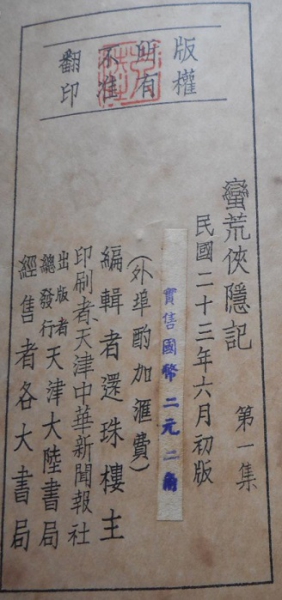 版權所有
不准翻印
蠻荒俠隱記 第一集
民國二十三年六月初版
實售國幣二元二角
(外埠酌加滙費)
編輯者還珠樓主
印刷者天津中華新聞報社
出版者
總發行天津大陸書局
經售者各大書局